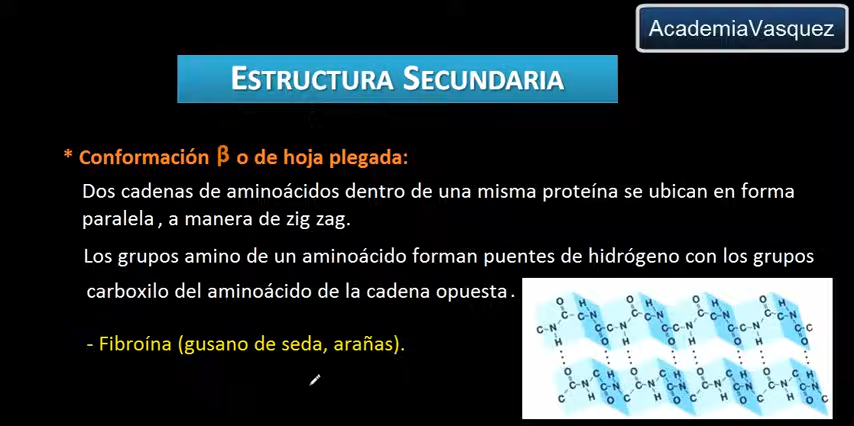 AcademiaVasquez
ESTRUCTURA SECUNDARIA
* Conformación β o de hoja plegada:
Dos cadenas de aminoácidos dentro de una misma proteína se ubican en forma
paralela, a manera de zig zag.
Los grupos amino de un aminoácido forman puentes de hidrógeno con los grupos
carboxilo del aminoácido de la cadena opuesta.
- Fibroína (gusano de seda, arañas).